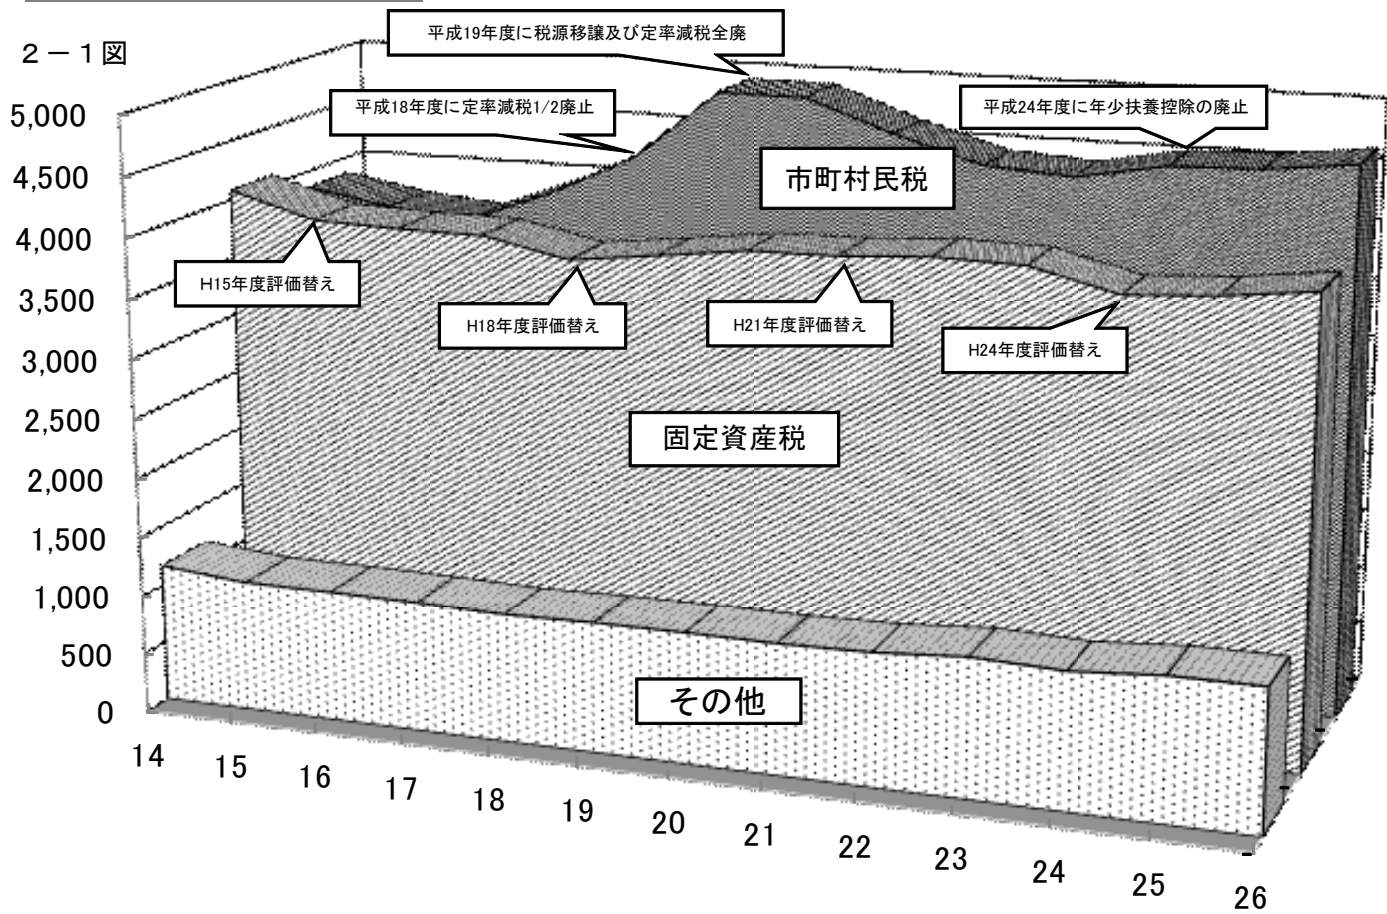 ２－１図
平成19年度に税源移譲及び定率減税全廃
平成18年度に定率減税1/2廃止
平成24年度に年少扶養控除の廃止
市町村民税
H15年度評価替え
H18年度評価替え
H21年度評価替え
H24年度評価替え
固定資産税
その他
5,000
4,500
4,000
3,500
3,000
2,500
2,000
1,500
1,000
500
0
14
15
16
17
18
19
20
21
22
23
24
25
26